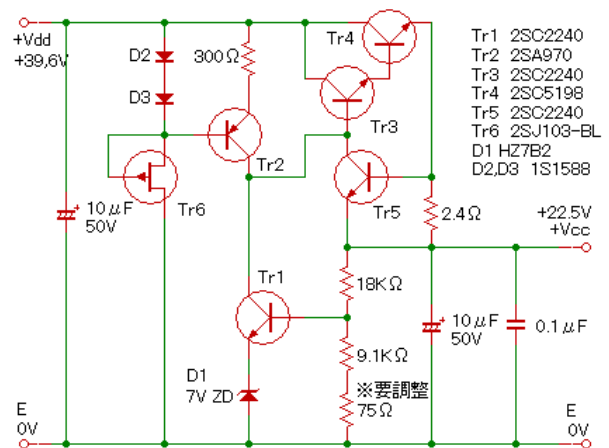 +Vdd
+39,6V
D2
D3
300Ω
Tr4
Tr3
Tr2
Tr6
Tr5
10μF
50V
+
2.4Ω
+22.5V
+Vcc
Tr1
18KΩ
9.1KΩ
※要調整
75Ω
+
10μF
50V
0.1μF
D1
7V ZD
E
0V
E
0V
Tr1 2SC2240
Tr2 2SA970
Tr3 2SC2240
Tr4 2SC5198
Tr5 2SC2240
Tr6 2SJ103-BL
D1 HZ7B2
D2,D3 1S1588